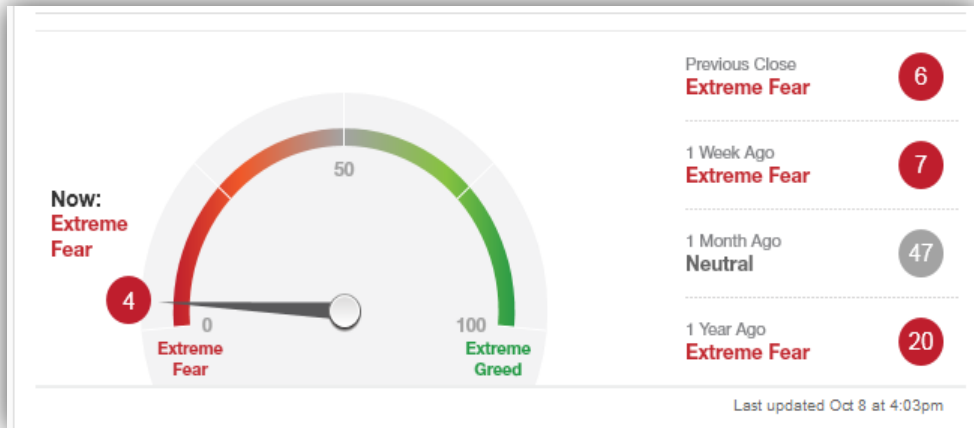 Now:
Extreme
Fear
4
50
0
100
Extreme
Fear
Extreme
Greed
Previous Close
Extreme Fear
6
1 Week Ago
Extreme Fear
7
1 Month Ago
Neutral
47
1 Year Ago
Extreme Fear
20
Last updated Oct 8 at 4:03pm